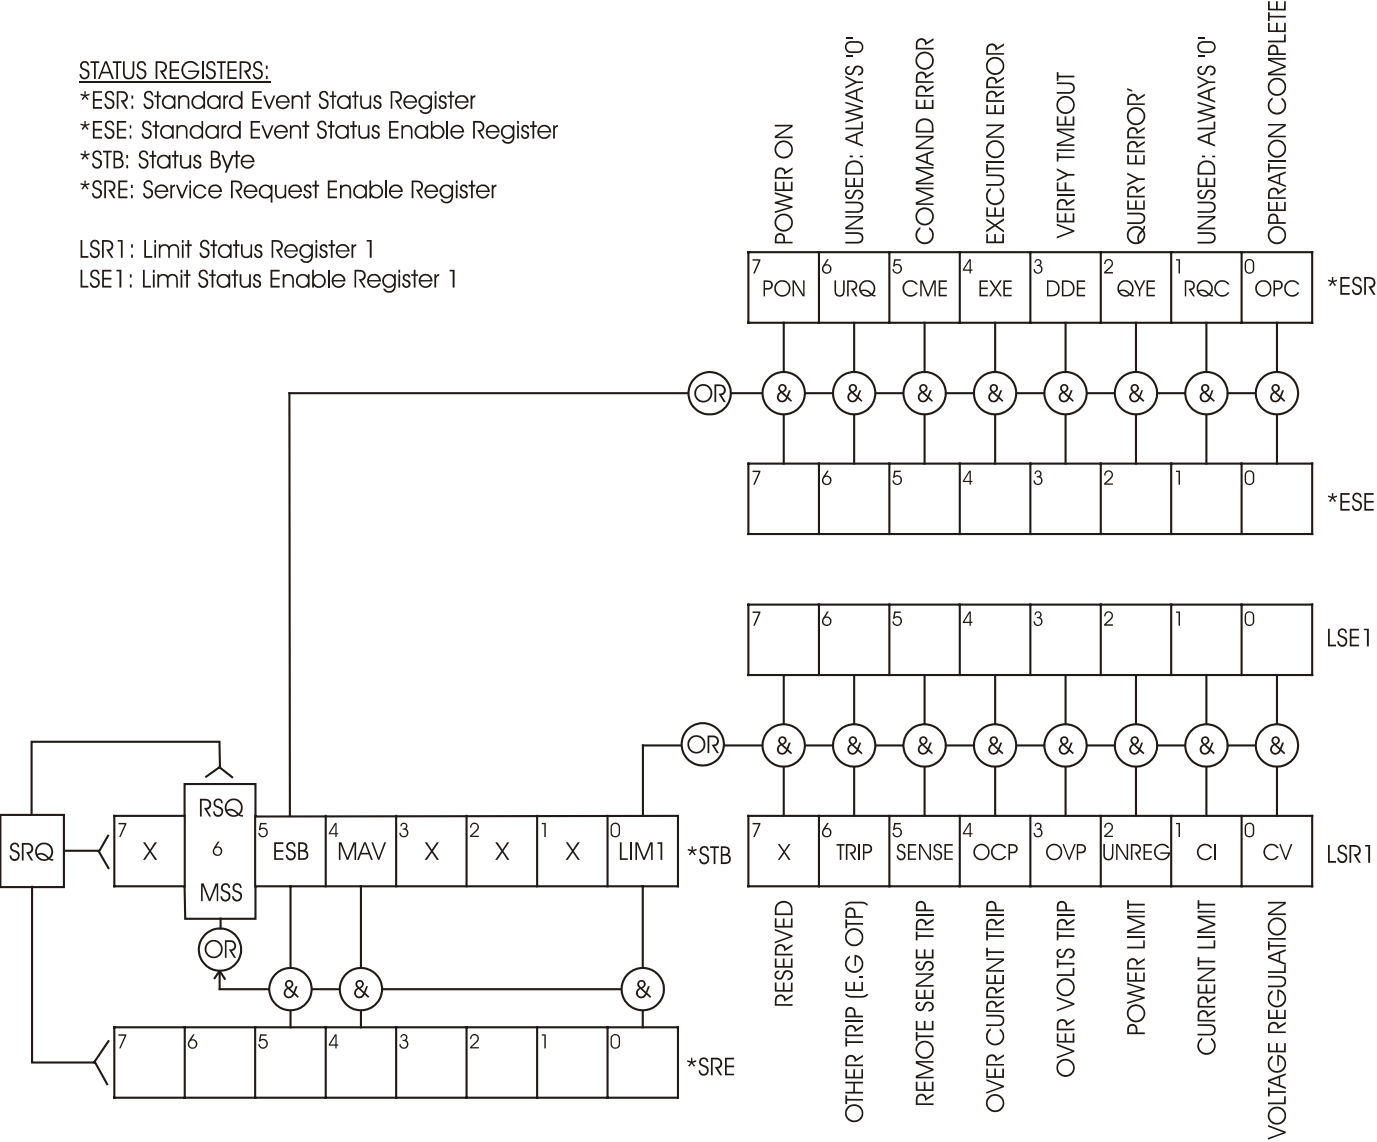 STATUS REGISTERS:
*ESR: Standard Event Status Register
*ESE: Standard Event Status Enable Register
*STB: Status Byte
*SRE: Service Request Enable Register
LSR1: Limit Status Register 1
LSE1: Limit Status Enable Register 1
POWER ON
UNUSED: ALWAYS '0'
COMMAND ERROR
EXECUTION ERROR
VERIFY TIMEOUT
QUERY ERROR'
UNUSED: ALWAYS '0'
OPERATION COMPLETE
7 6 5 4 3 2 1 0
PON URQ CME EXE DDE QYE RQC OPC *ESR
OR & & & & & & & &
7 6 5 4 3 2 1 0 *ESE
7 6 5 4 3 2 1 0 LSE1
OR & & & & & & & &
SRQ
7 5 4 3 2 1 0
RSQ
X 6 ESB MAV X X X LIM1 *STB
MSS
7 6 5 4 3 2 1 0
X TRIP SENSE OCP OVP UNREG CI CV LSR1
OR
& & &
7 6 5 4 3 2 1 0 *SRE
RESERVED
OTHER TRIP (E.G OTP)
REMOTE SENSE TRIP
OVER CURRENT TRIP
OVER VOLTS TRIP
POWER LIMIT
CURRENT LIMIT
VOLTAGE REGULATION